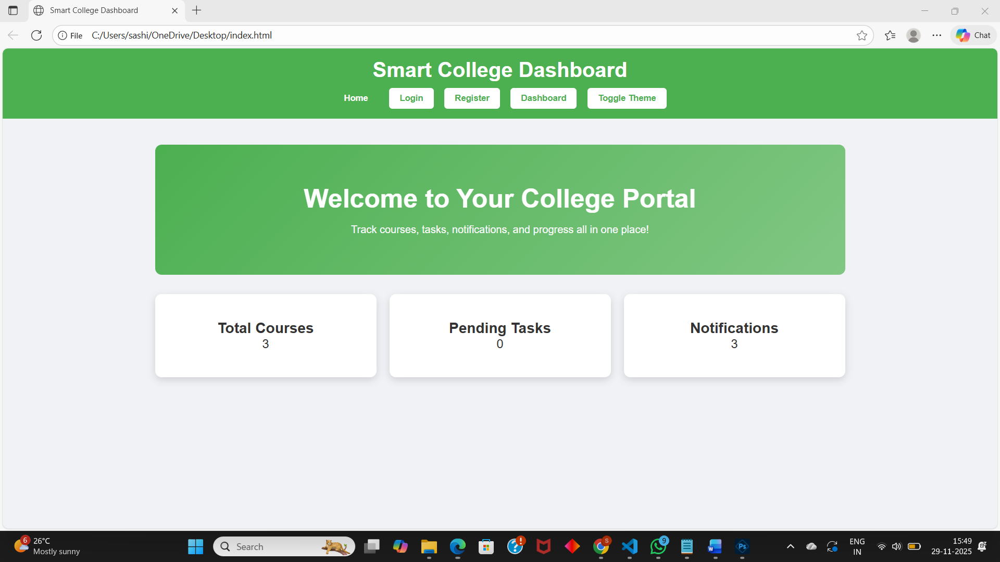 Smart College Dashboard
File C:/Users/sashi/OneDrive/Desktop/index.html
Chat
Smart College Dashboard
Home Login Register Dashboard Toggle Theme
Welcome to Your College Portal
Track courses, tasks, notifications, and progress all in one place!
Total Courses
3
Pending Tasks
0
Notifications
3
6
26°C
Mostly sunny
Search
S
9
W
Ps
ENG
IN
15:49
29-11-2025